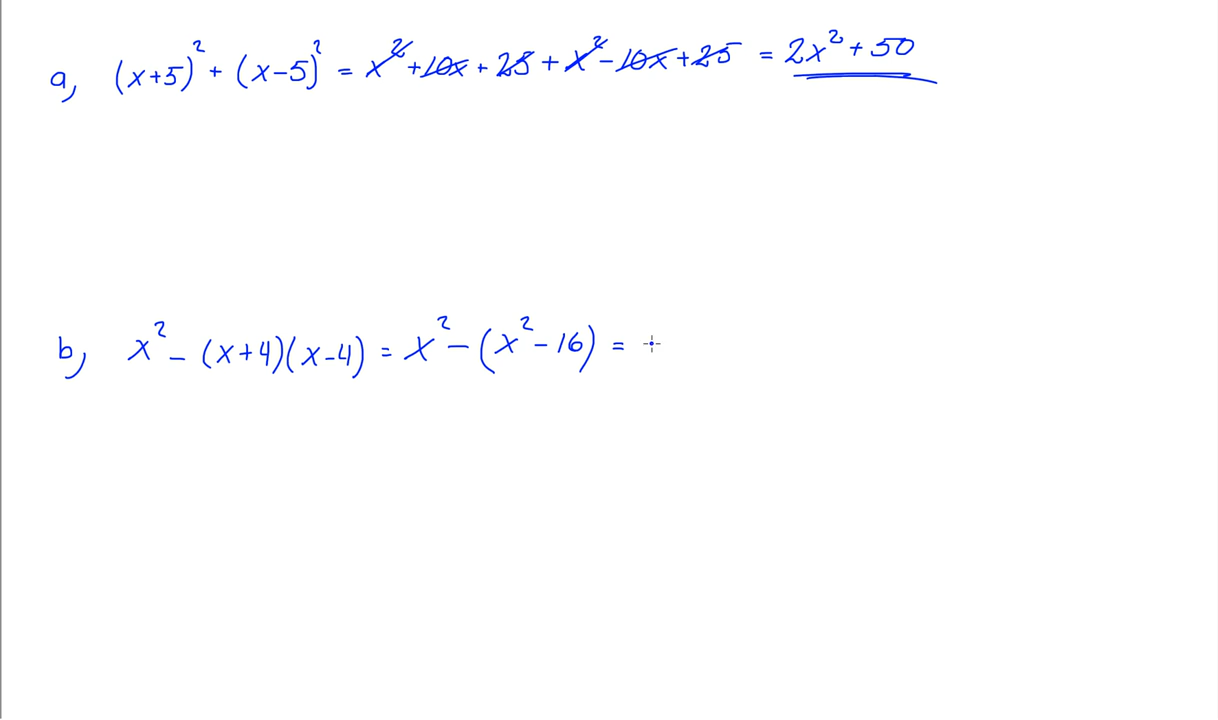 a, (x+5)² + (x-5)² = x² + 10x + 25 + x² - 10x + 25 = 2x² + 50
b, x² - (x+4)(x-4) = x² - (x² - 16) =